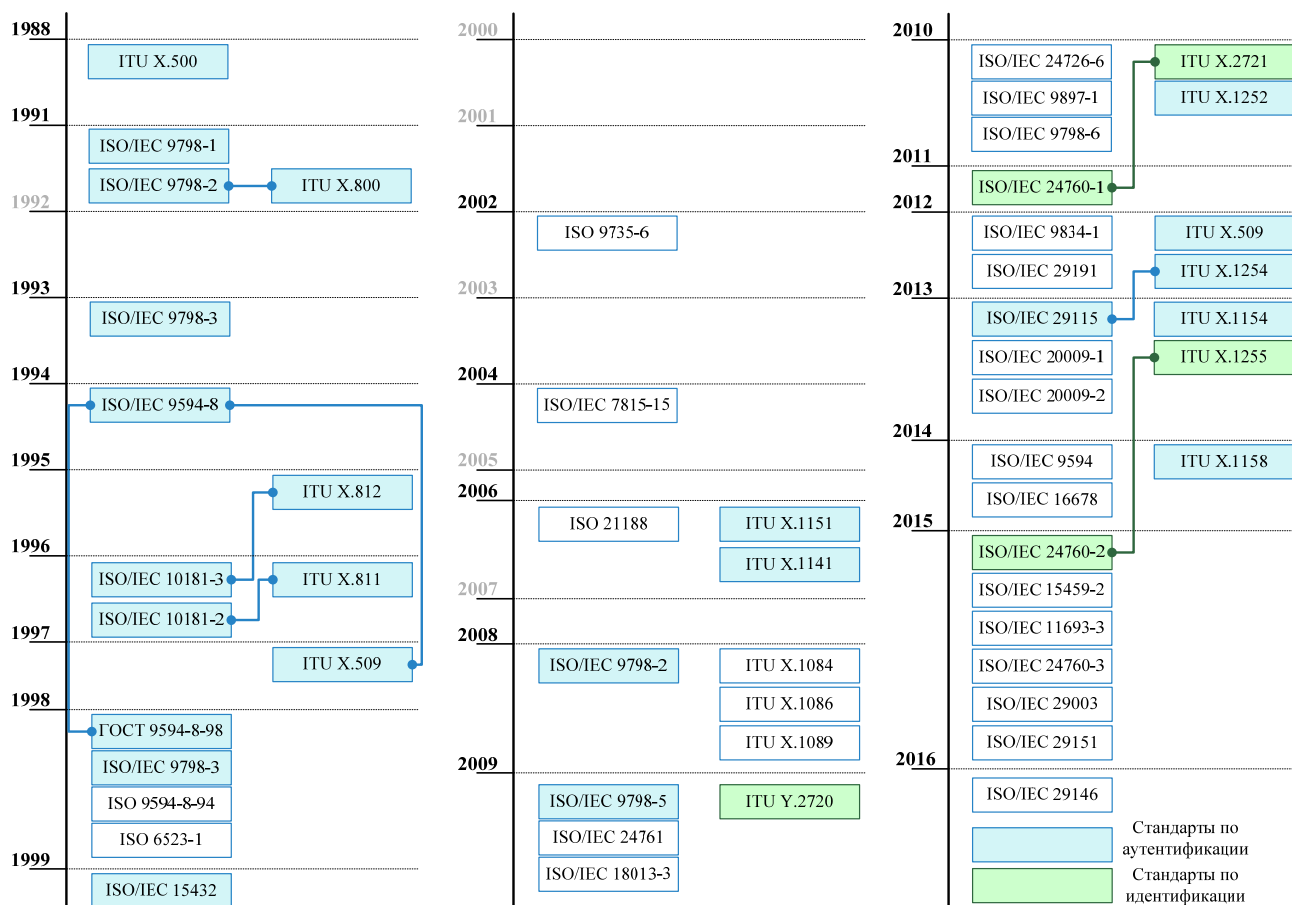 1988
ITU X.500
1991
ISO/IEC 9798-1
ISO/IEC 9798-2
ITU X.800
1992
1993
ISO/IEC 9798-3
1994
ISO/IEC 9594-8
1995
ITU X.812
1996
ISO/IEC 10181-3
ITU X.811
ISO/IEC 10181-2
1997
ITU X.509
1998
ГОСТ 9594-8-98
ISO/IEC 9798-3
ISO 9594-8-94
ISO 6523-1
1999
ISO/IEC 15432
2000
2001
2002
ISO 9735-6
2003
2004
ISO/IEC 7815-15
2005
2006
ISO 21188
ITU X.1151
ITU X.1141
2007
2008
ISO/IEC 9798-2
ITU X.1084
ITU X.1086
ITU X.1089
2009
ISO/IEC 9798-5
ITU Y.2720
ISO/IEC 24761
ISO/IEC 18013-3
2010
ISO/IEC 24726-6
ITU X.2721
ISO/IEC 9897-1
ITU X.1252
ISO/IEC 9798-6
2011
ISO/IEC 24760-1
2012
ISO/IEC 9834-1
ITU X.509
ISO/IEC 29191
ITU X.1254
2013
ISO/IEC 29115
ITU X.1154
ISO/IEC 20009-1
ITU X.1255
ISO/IEC 20009-2
2014
ISO/IEC 9594
ITU X.1158
ISO/IEC 16678
2015
ISO/IEC 24760-2
ISO/IEC 15459-2
ISO/IEC 11693-3
ISO/IEC 24760-3
ISO/IEC 29003
ISO/IEC 29151
2016
ISO/IEC 29146
Стандарты по
аутентификации
Стандарты по
идентификации